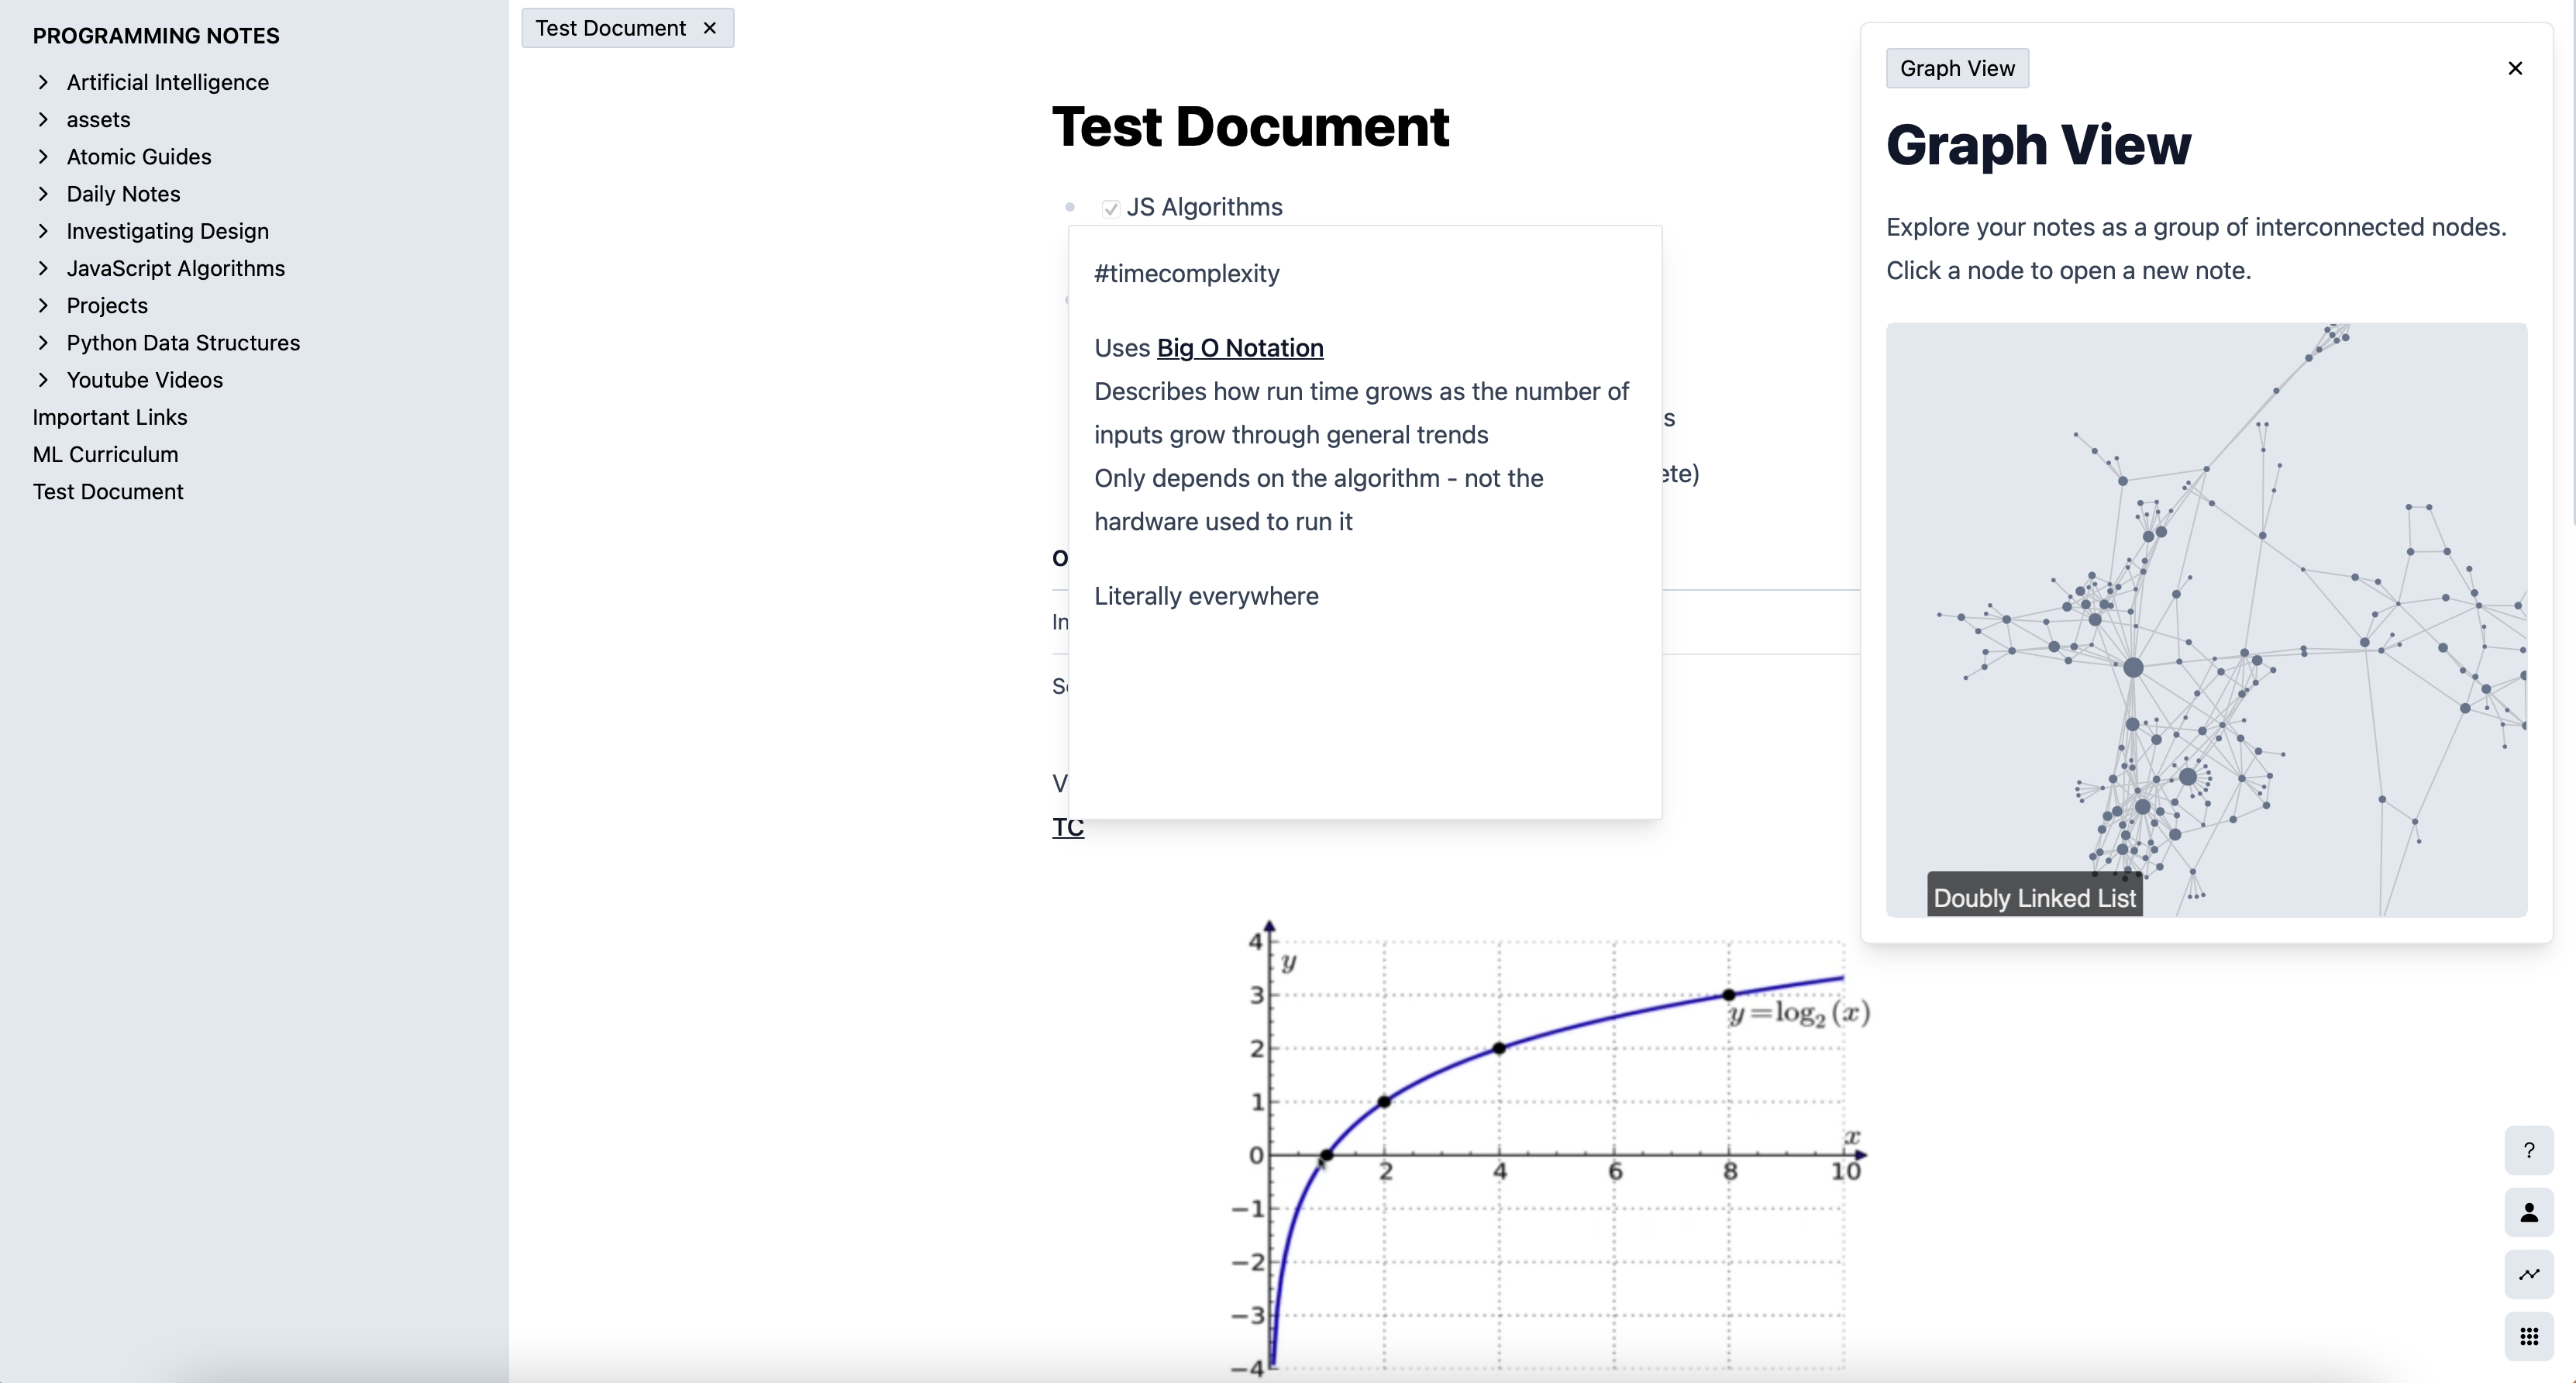 PROGRAMMING NOTES
Artificial Intelligence
assets
Atomic Guides
Daily Notes
Investigating Design
JavaScript Algorithms
Projects
Python Data Structures
Youtube Videos
Important Links
ML Curriculum
Test Document
Test Document ×
Test Document
JS Algorithms
#timecomplexity
Uses Big O Notation
Describes how run time grows as the number of
inputs grow through general trends
Only depends on the algorithm - not the
hardware used to run it
Literally everywhere
TC
4
y
3
y=log₂(x)
2
1
x
0
2 4 6 8 10
−1
−2
−3
−4
Graph View
×
Graph View
Explore your notes as a group of interconnected nodes.
Click a node to open a new note.
Doubly Linked List
?